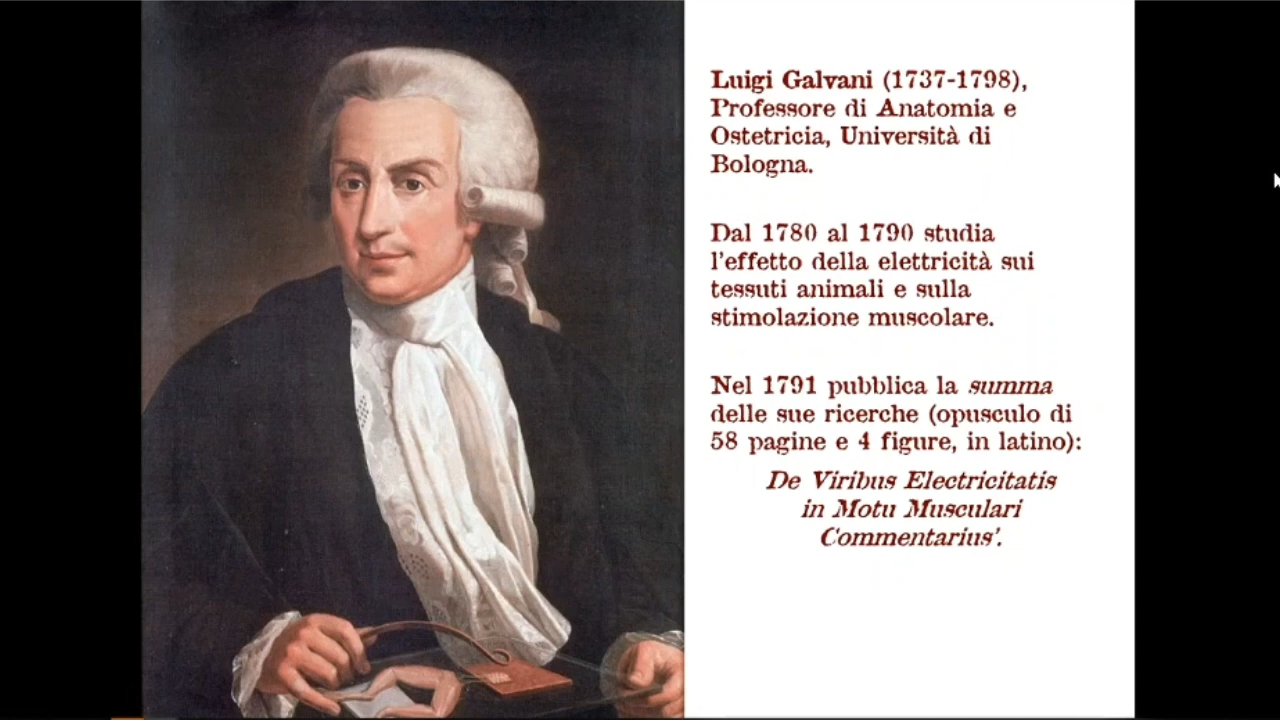 Luigi Galvani (1737-1798),
Professore di Anatomia e
Ostetricia, Università di
Bologna.
Dal 1780 al 1790 studia
l'effetto della elettricità sui
tessuti animali e sulla
stimolazione muscolare.
Nel 1791 pubblica la summa
delle sue ricerche (opusculo di
58 pagine e 4 figure, in latino):
De Viribus Electricitatis
in Motu Musculari
Commentarius'.